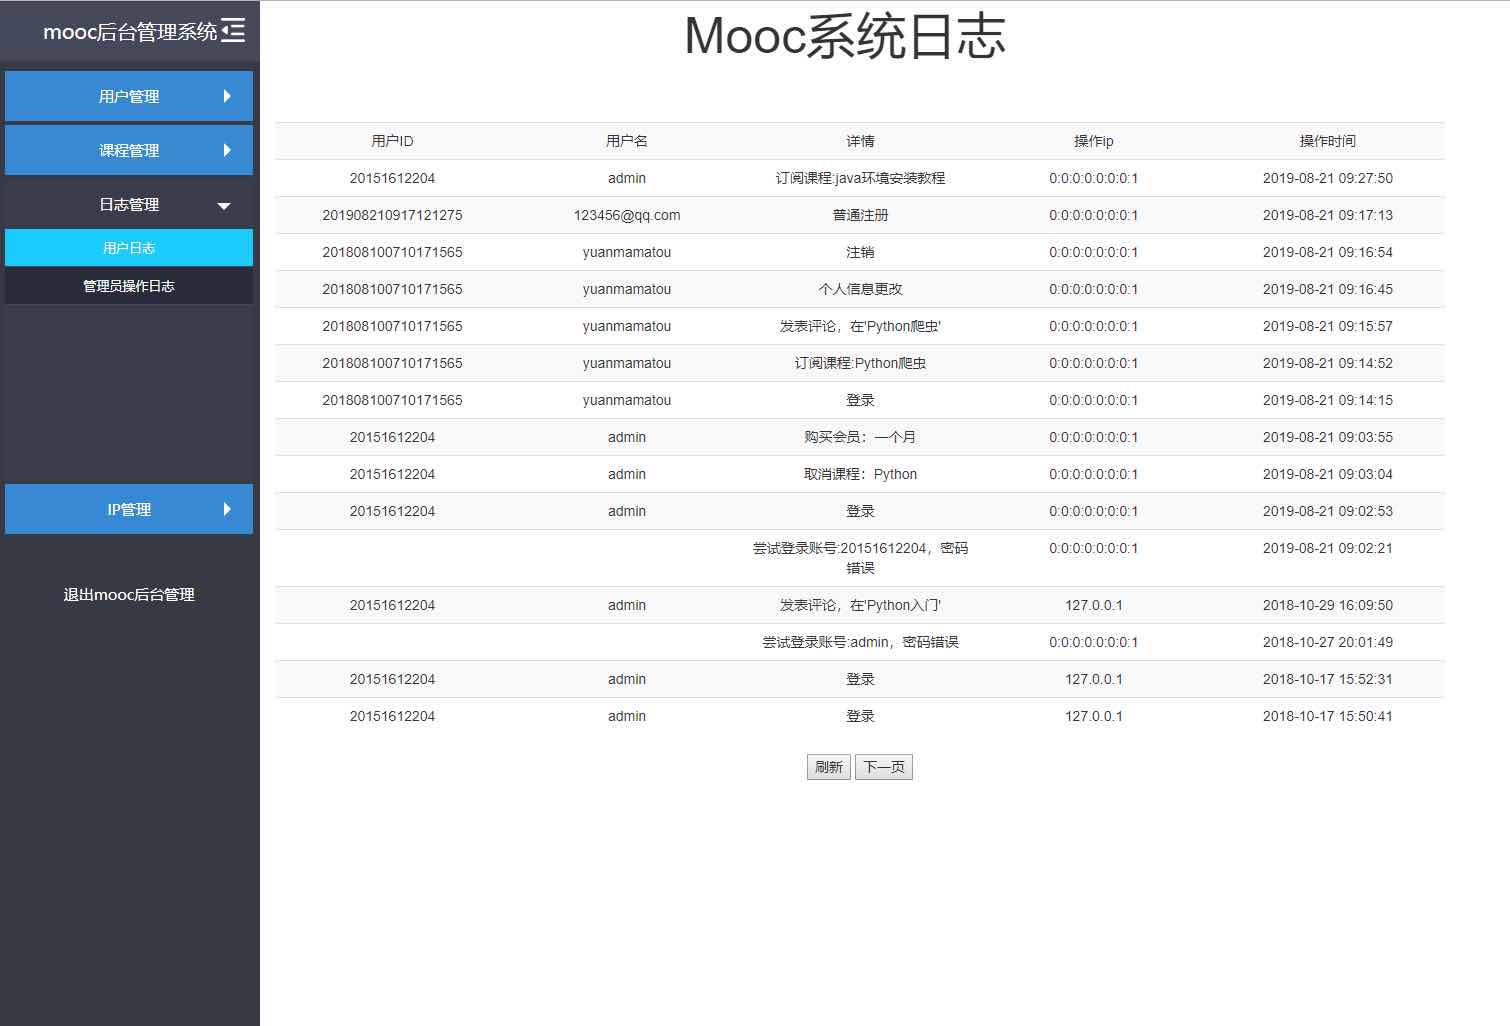 mooc后台管理系统
用户管理
课程管理
日志管理
用户日志
管理员操作日志
IP管理
退出mooc后台管理
Mooc系统日志
用户ID 用户名 详情 操作ip 操作时间
20151612204 admin 订阅课程:java环境安装教程 0:0:0:0:0:0:0:1 2019-08-21 09:27:50
201908210917121275 123456@qq.com 普通注册 0:0:0:0:0:0:0:1 2019-08-21 09:17:13
201808100710171565 yuanmamatou 注销 0:0:0:0:0:0:0:1 2019-08-21 09:16:54
201808100710171565 yuanmamatou 个人信息更改 0:0:0:0:0:0:0:1 2019-08-21 09:16:45
201808100710171565 yuanmamatou 发表评论，在'Python爬虫' 0:0:0:0:0:0:0:1 2019-08-21 09:15:57
201808100710171565 yuanmamatou 订阅课程:Python爬虫 0:0:0:0:0:0:0:1 2019-08-21 09:14:52
201808100710171565 yuanmamatou 登录 0:0:0:0:0:0:0:1 2019-08-21 09:14:15
20151612204 admin 购买会员：一个月 0:0:0:0:0:0:0:1 2019-08-21 09:03:55
20151612204 admin 取消课程：Python 0:0:0:0:0:0:0:1 2019-08-21 09:03:04
20151612204 admin 登录 0:0:0:0:0:0:0:1 2019-08-21 09:02:53
尝试登录账号:20151612204，密码 0:0:0:0:0:0:0:1 2019-08-21 09:02:21
错误
20151612204 admin 发表评论，在'Python入门' 127.0.0.1 2018-10-29 16:09:50
尝试登录账号:admin，密码错误 0:0:0:0:0:0:0:1 2018-10-27 20:01:49
20151612204 admin 登录 127.0.0.1 2018-10-17 15:52:31
20151612204 admin 登录 127.0.0.1 2018-10-17 15:50:41
刷新 下一页